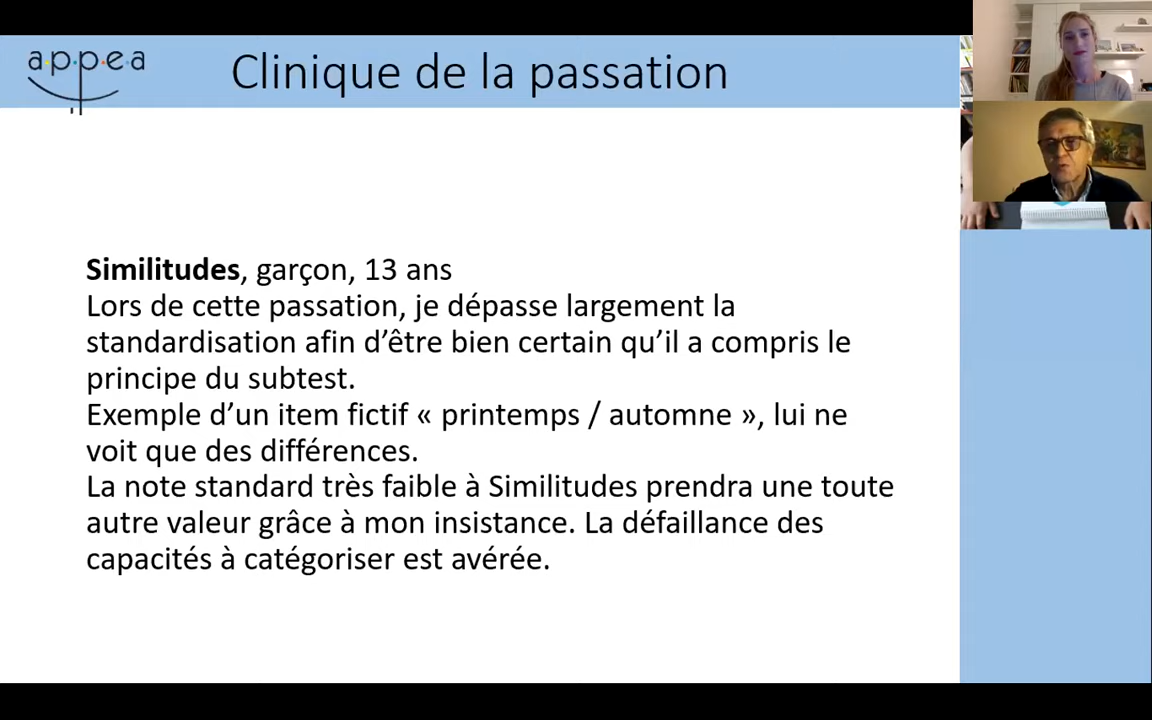 appea
Clinique de la passation
Similitudes, garçon, 13 ans
Lors de cette passation, je dépasse largement la
standardisation afin d’être bien certain qu’il a compris le
principe du subtest.
Exemple d’un item fictif « printemps / automne », lui ne
voit que des différences.
La note standard très faible à Similitudes prendra une toute
autre valeur grâce à mon insistance. La défaillance des
capacités à catégoriser est avérée.